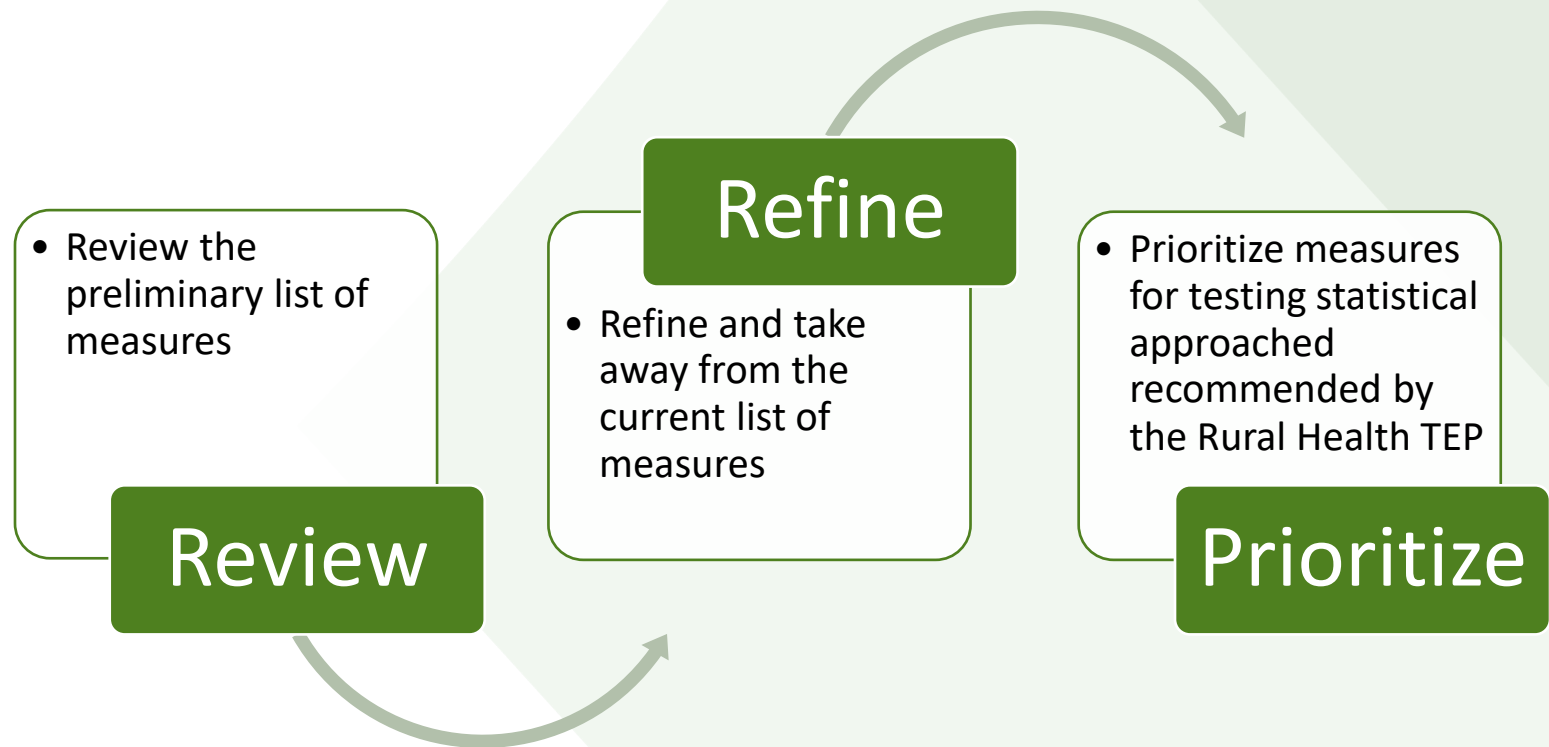 • Review the
preliminary list of
measures
Review
Refine
• Refine and take
away from the
current list of
measures
• Prioritize measures
for testing statistical
approached
recommended by
the Rural Health TEP
Prioritize